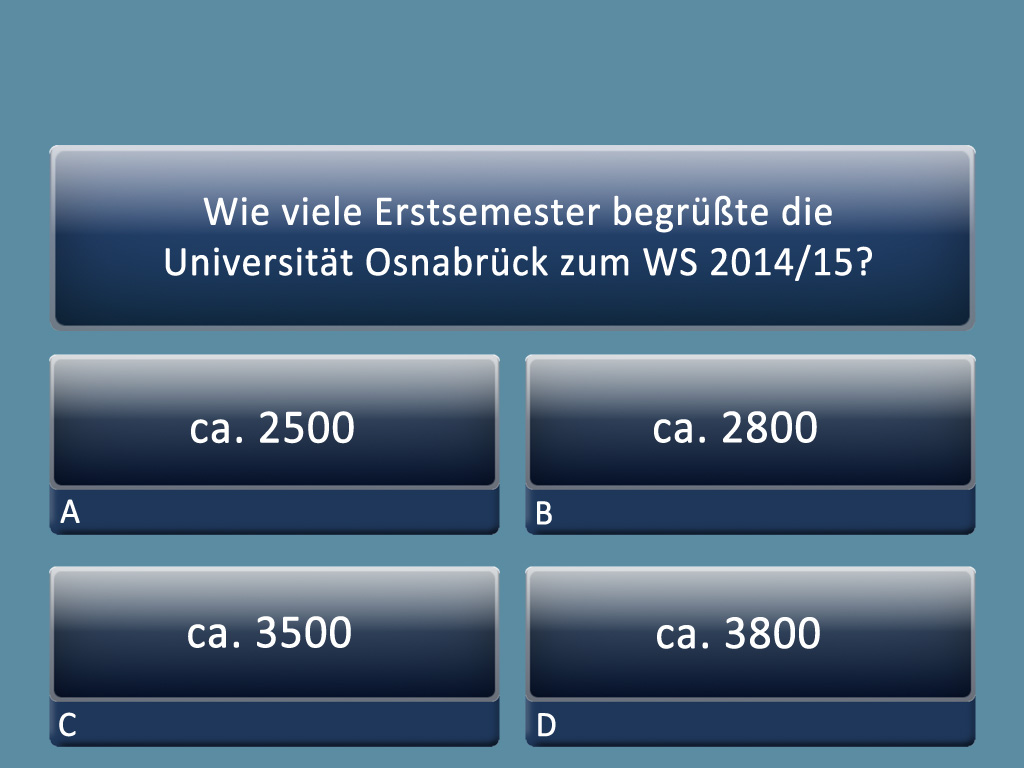 Wie viele Erstsemester begrüßte die
Universität Osnabrück zum WS 2014/15?
ca. 2500
A
ca. 2800
B
ca. 3500
C
ca. 3800
D